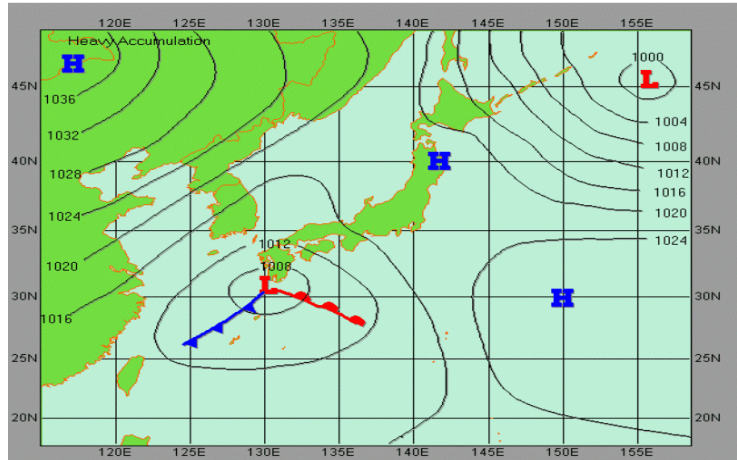 120E 125E 130E 135E 140E 145E 150E 155E
Heavy Accumulation
H
1000
L
45N
45N
1036
1004
1032
1008
40N
H
40N
1028
1012
1016
1024
1020
35N
35N
1012
1024
1020
1008
L
30N
H
30N
1016
25N
25N
20N
20N
120E 125E 130E 135E 140E 145E 150E 155E